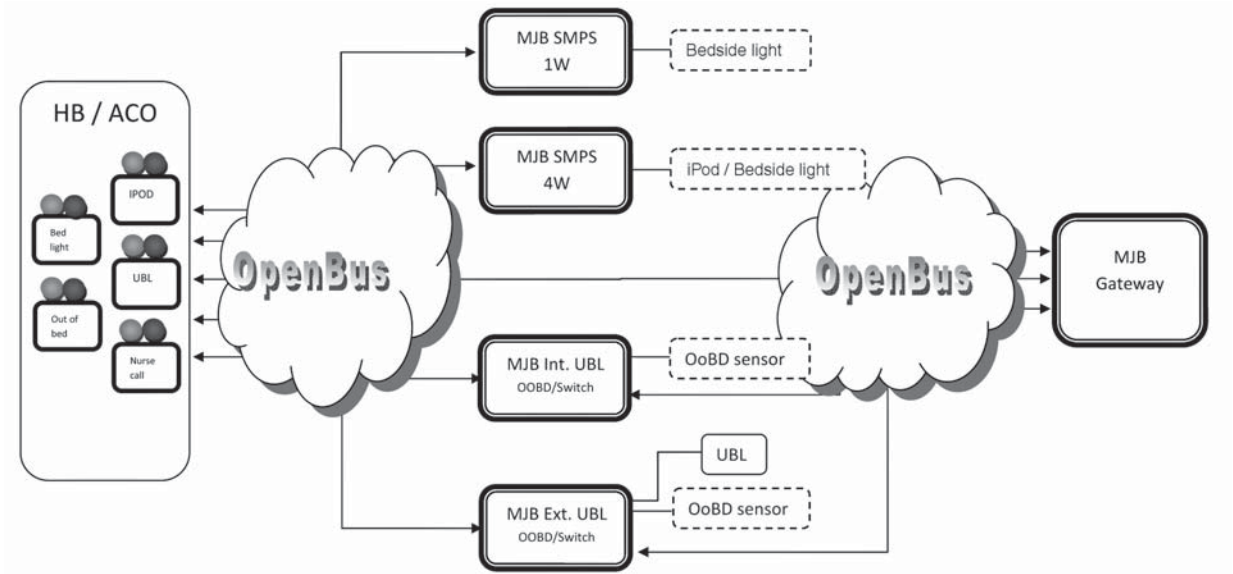 HB / ACO
IPOD
Bed
light
UBL
Out of
bed
Nurse
call
OpenBus
MJB SMPS
1W
Bedside light
MJB SMPS
4W
iPod / Bedside light
MJB Int. UBL
OOBD/Switch
OoBD sensor
MJB Ext. UBL
OOBD/Switch
UBL
OoBD sensor
OpenBus
MJB
Gateway